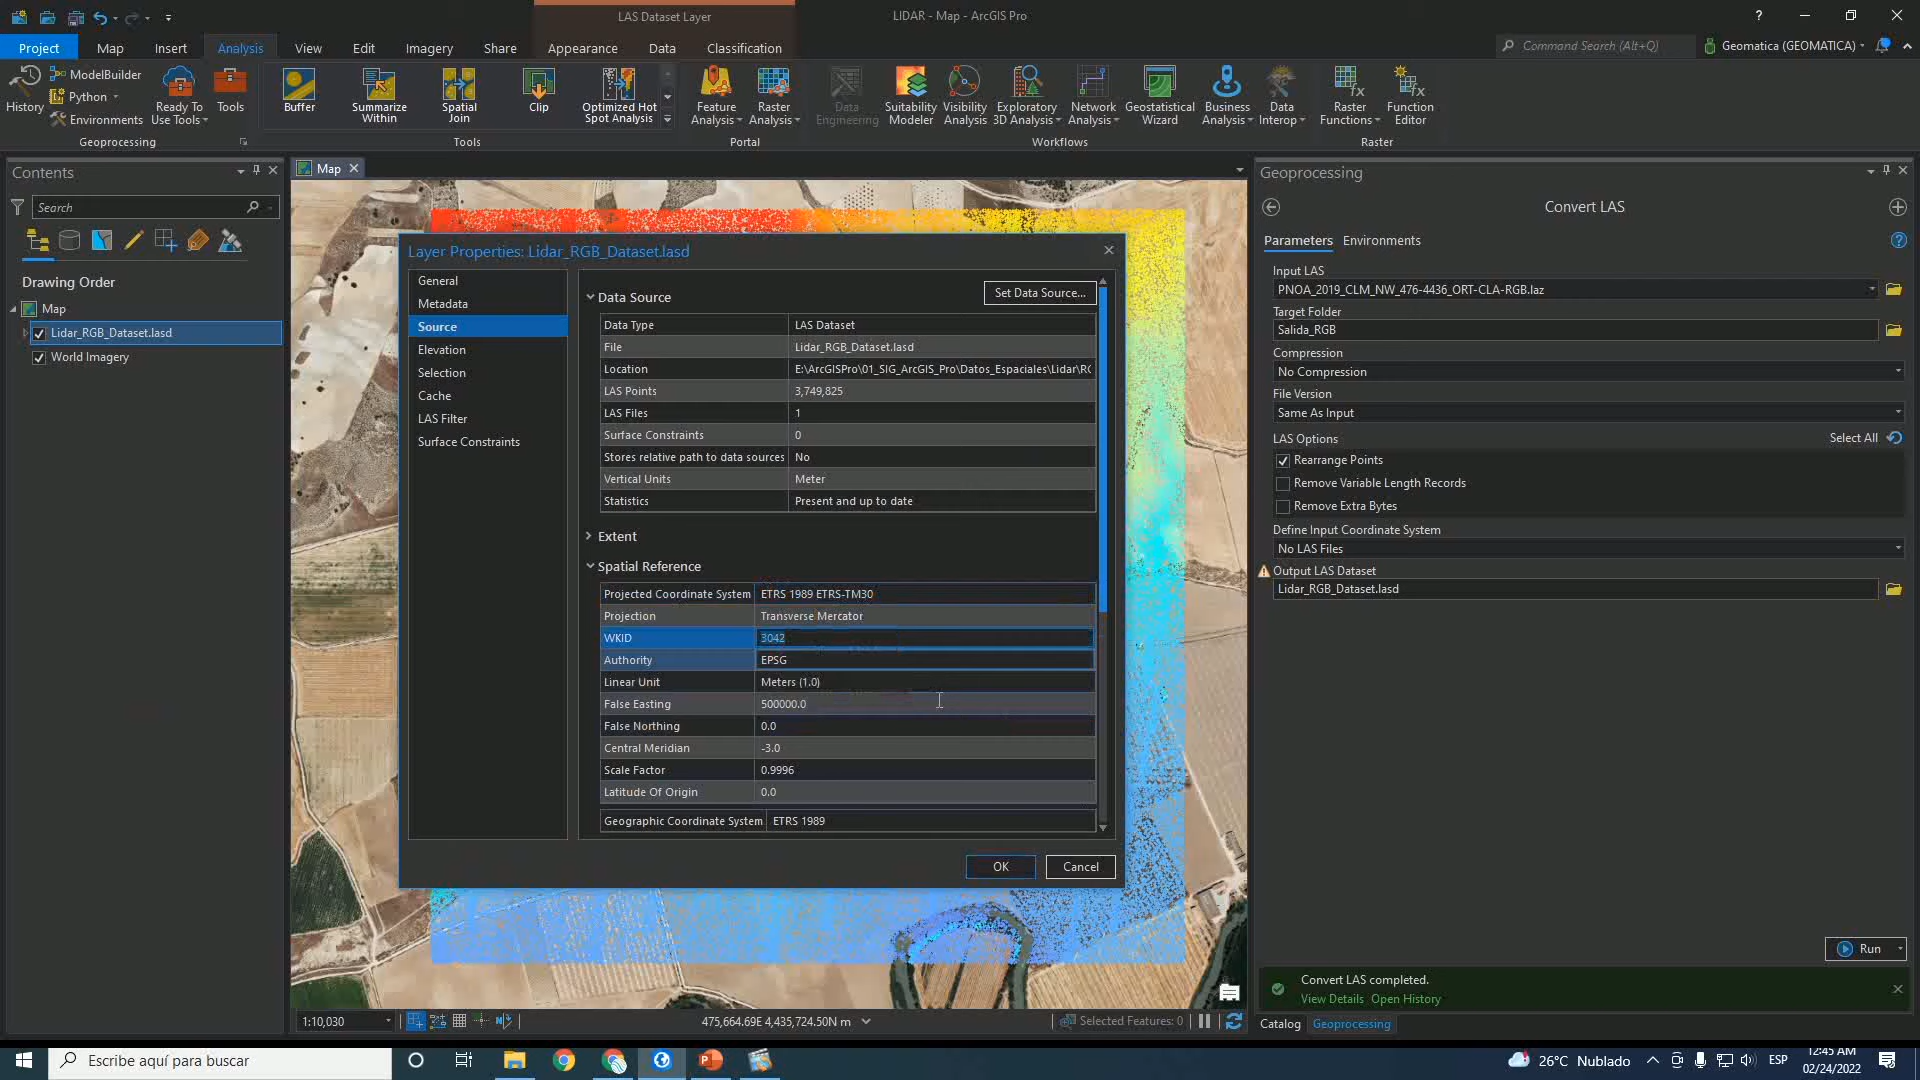 LAS Dataset Layer
LIDAR - Map - ArcGIS Pro
?
Project Map Insert Analysis View Edit Imagery Share Appearance Data Classification
Command Search (Alt+Q)
Geomatica (GEOMATICA)
History
ModelBuilder
Python
Environments
Ready To Use Tools
Tools
Geoprocessing
Buffer
Summarize Within
Spatial Join
Clip
Optimized Hot Spot Analysis
Tools
Feature Analysis
Raster Analysis
Portal
Data Engineering
Suitability Modeler
Visibility Analysis
Exploratory 3D Analysis
Network Analysis
Geostatistical Wizard
Business Analysis
Data Interop
Workflows
Raster Functions
Function Editor
Raster
Contents
Search
Drawing Order
Map
Lidar_RGB_Dataset.lasd
World Imagery
Map
Layer Properties: Lidar_RGB_Dataset.lasd
General
Metadata
Source
Elevation
Selection
Cache
LAS Filter
Surface Constraints
Data Source
Set Data Source...
Data Type LAS Dataset
File Lidar_RGB_Dataset.lasd
Location E:\ArcGISPro\01_SIG_ArcGIS_Pro\Datos_Espaciales\Lidar\RG
LAS Points 3,749,825
LAS Files 1
Surface Constraints 0
Stores relative path to data sources No
Vertical Units Meter
Statistics Present and up to date
Extent
Spatial Reference
Projected Coordinate System ETRS 1989 ETRS-TM30
Projection Transverse Mercator
WKID 3042
Authority EPSG
Linear Unit Meters (1.0)
False Easting 500000.0
False Northing 0.0
Central Meridian -3.0
Scale Factor 0.9996
Latitude Of Origin 0.0
Geographic Coordinate System ETRS 1989
OK Cancel
1:10,030
475,664.69E 4,435,724.50N m
Selected Features: 0
Geoprocessing
Convert LAS
Parameters Environments
Input LAS
PNOA_2019_CLM_NW_476-4436_ORT-CLA-RGB.laz
Target Folder
Salida_RGB
Compression
No Compression
File Version
Same As Input
LAS Options
Select All
Rearrange Points
Remove Variable Length Records
Remove Extra Bytes
Define Input Coordinate System
No LAS Files
Output LAS Dataset
Lidar_RGB_Dataset.lasd
Run
Convert LAS completed.
View Details Open History
Catalog Geoprocessing
Escribe aquí para buscar
26°C Nublado
ESP
12:45 AM
02/24/2022